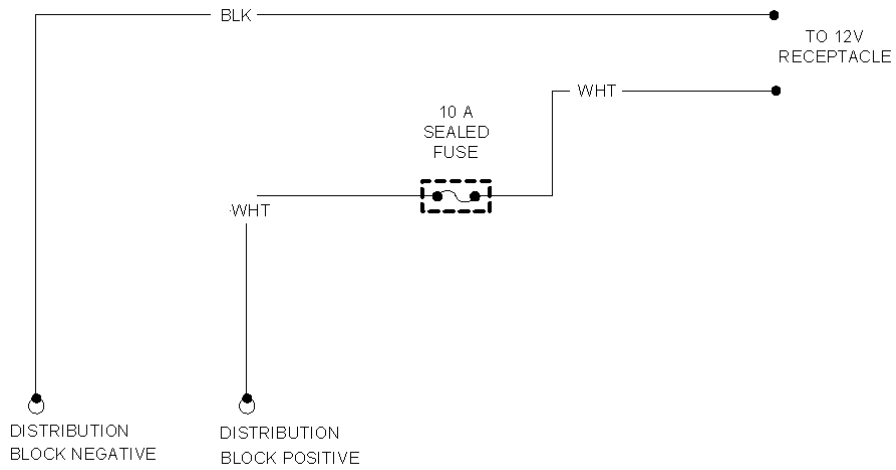 BLK
TO 12V
RECEPTACLE
WHT
10 A
SEALED
FUSE
WHT
DISTRIBUTION
BLOCK NEGATIVE
DISTRIBUTION
BLOCK POSITIVE